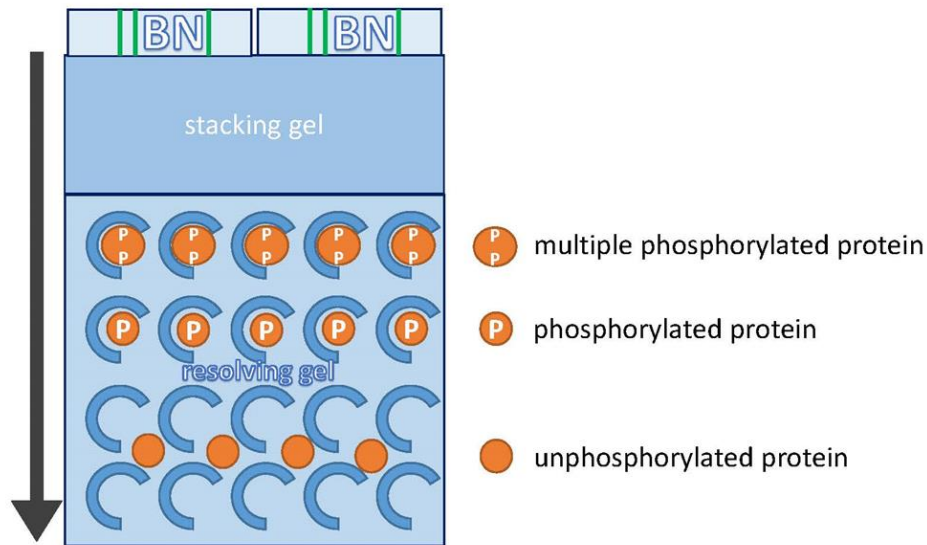 BN BN
stacking gel
P P P P P
P P P P P
P
P
multiple phosphorylated protein
P P P P P
P
phosphorylated protein
resolving gel
unphosphorylated protein